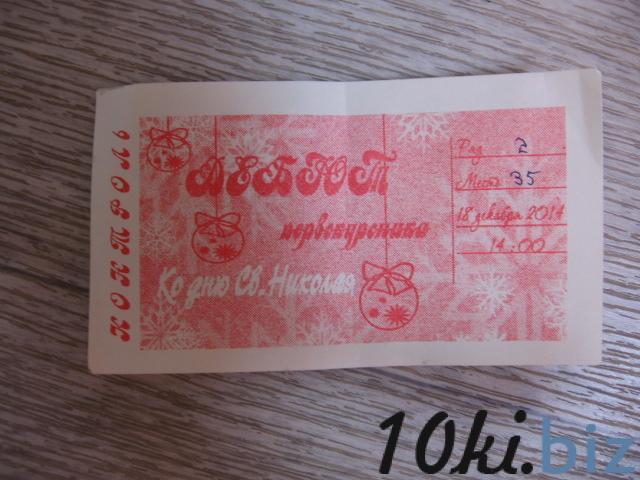 КОНТРОЛЬ
ДЕБЮТ
первокурсника
Ко дню Св. Николая
Ряд 2
Место 35
18 декабря 2014
14:00
10ki.biz